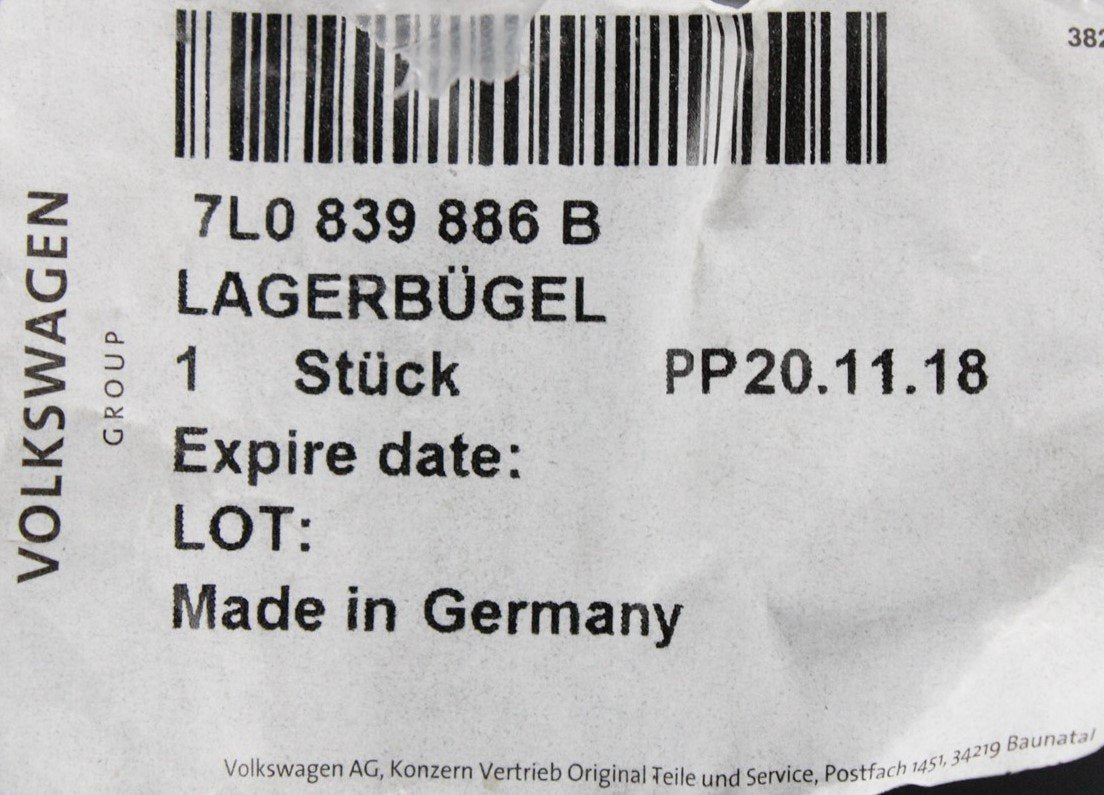 382
7L0 839 886 B
LAGERBÜGEL
1 Stück PP20.11.18
Expire date:
LOT:
Made in Germany
VOLKSWAGEN
GROUP
Volkswagen AG, Konzern Vertrieb Original Teile und Service, Postfach 1451, 34219 Baunatal